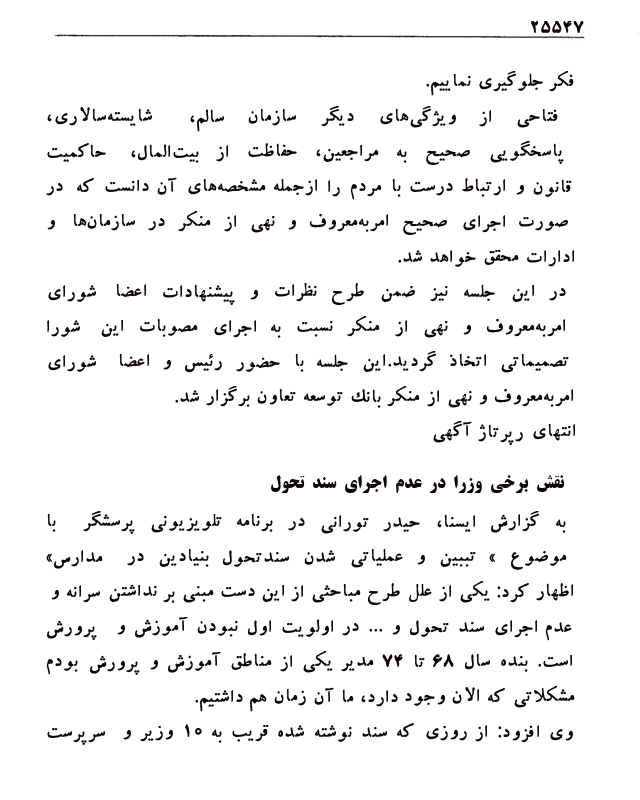 ۲۵۵۴۷
فکر جلوگیری نماییم.
فتاحی از ویژگی‌های دیگر سازمان سالم، شایسته‌سالاری،
پاسخگویی صحیح به مراجعین، حفاظت از بیت‌المال، حاکمیت
قانون و ارتباط درست با مردم را ازجمله مشخصه‌های آن دانست که در
صورت اجرای صحیح امربه‌معروف و نهی از منکر در سازمان‌ها و
ادارات محقق خواهد شد.
در این جلسه نیز ضمن طرح نظرات و پیشنهادات اعضا شورای
امربه‌معروف و نهی از منکر نسبت به اجرای مصوبات این شورا
تصمیماتی اتخاذ گردید.این جلسه با حضور رئیس و اعضا شورای
امربه‌معروف و نهی از منکر بانك توسعه تعاون برگزار شد.
انتهای رپرتاژ آگهی
نقش برخی وزرا در عدم اجرای سند تحول
به گزارش ایسنا، حیدر تورانی در برنامه تلویزیونی پرسشگر با
موضوع » تبیین و عملیاتی شدن سندتحول بنیادین در مدارس»
اظهار کرد: یکی از علل طرح مباحثی از این دست مبنی بر نداشتن سرانه و
عدم اجرای سند تحول و ... در اولویت اول نبودن آموزش و پرورش
است. بنده سال ۶۸ تا ۷۴ مدیر یکی از مناطق آموزش و پرورش بودم
مشکلاتی که الان وجود دارد، ما آن زمان هم داشتیم.
وی افزود: از روزی که سند نوشته شده قریب به ۱۰ وزیر و سرپرست